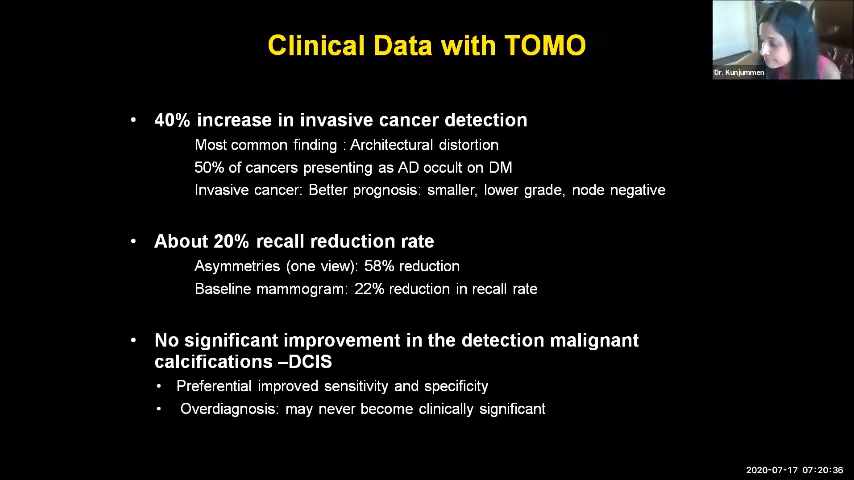 Clinical Data with TOMO
Dr. Kunjummen
• 40% increase in invasive cancer detection
Most common finding : Architectural distortion
50% of cancers presenting as AD occult on DM
Invasive cancer: Better prognosis: smaller, lower grade, node negative
• About 20% recall reduction rate
Asymmetries (one view): 58% reduction
Baseline mammogram: 22% reduction in recall rate
• No significant improvement in the detection malignant
calcifications –DCIS
• Preferential improved sensitivity and specificity
• Overdiagnosis: may never become clinically significant
2020-07-17 07:20:36